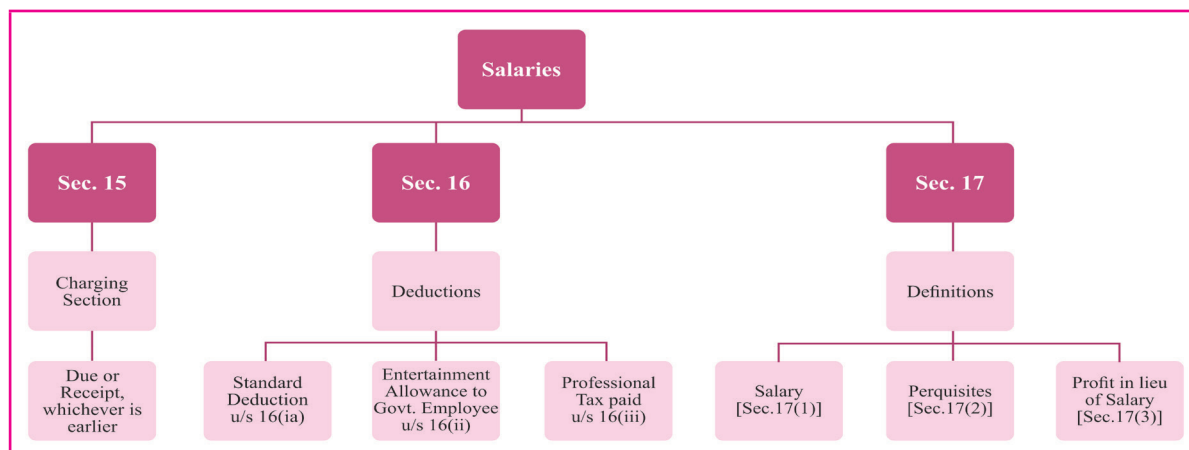 Salaries
Sec. 15
Sec. 16
Sec. 17
Charging
Section
Deductions
Definitions
Due or
Receipt,
whichever is
earlier
Standard
Deduction
u/s 16(ia)
Entertainment
Allowance to
Govt. Employee
u/s 16(ii)
Professional
Tax paid
u/s 16(iii)
Salary
[Sec.17(1)]
Perquisites
[Sec.17(2)]
Profit in lieu
of Salary
[Sec.17(3)]